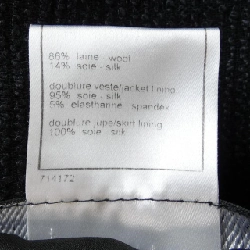 86% laine - wool
14% soie - silk
doublure veste/jacket lining
95% soie - silk
5% elasthanne - spandex
doublure jupe/skirt lining
100% soie - silk
714172